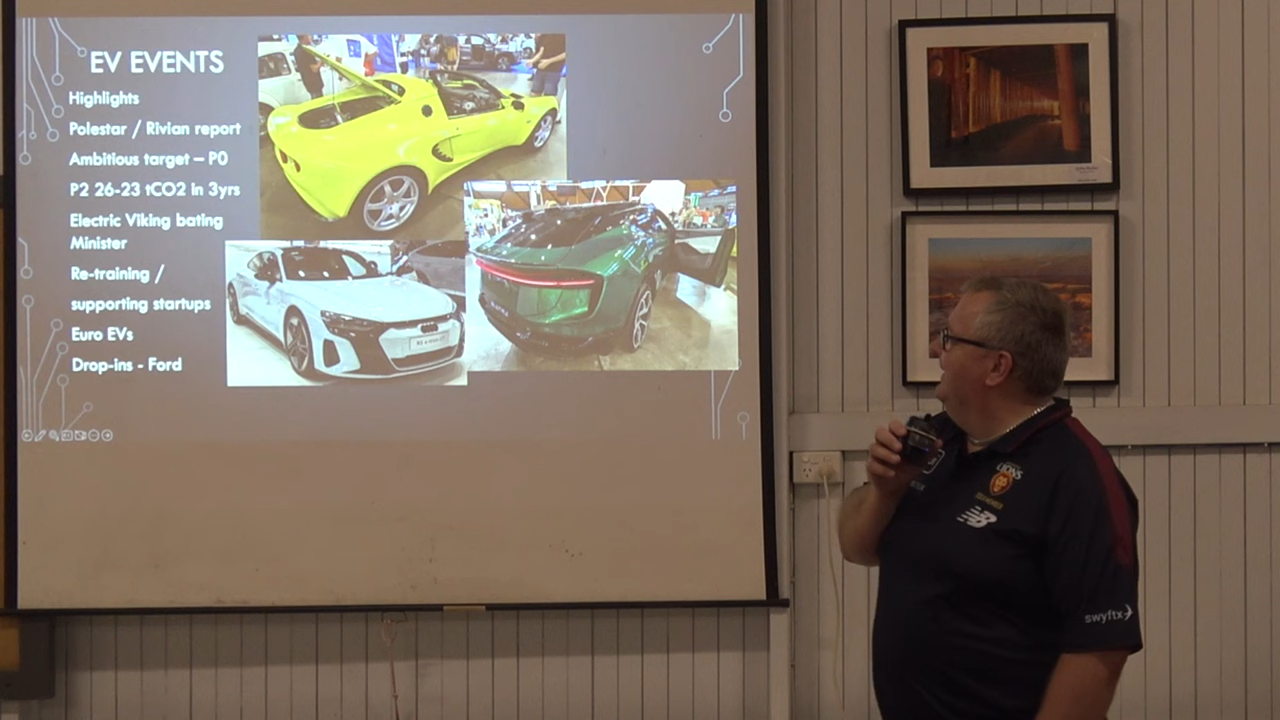 EV EVENTS
Highlights
Polestar / Rivian report
Ambitious target – P0
P2 26-23 tCO2 in 3yrs
Electric Viking bating
Minister
Re-training /
supporting startups
Euro EVs
Drop-ins - Ford
LIONS
swyftx